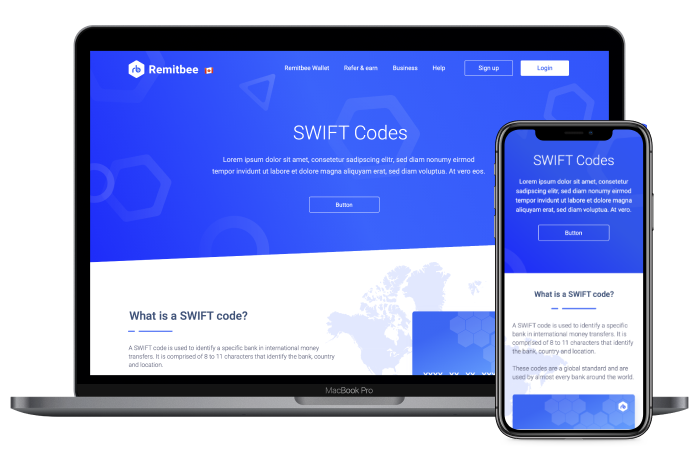 rb Remitbee
Remitbee Wallet Refer & earn Business Help Sign up Login
SWIFT Codes
Lorem ipsum dolor sit amet, consetetur sadipscing elitr, sed diam nonumy eirmod
tempor invidunt ut labore et dolore magna aliquyam erat, sed diam voluptua. At vero eos.
Button
What is a SWIFT code?
A SWIFT code is used to identify a specific bank in international money
transfers. It is comprised of 8 to 11 characters that identify the bank, country
and location.
MacBook Pro
SWIFT Codes
Lorem ipsum dolor sit amet, consetetur
sadipscing elitr, sed diam nonumy eirmod
tempor invidunt ut labore et dolore magna
aliquyam erat, sed diam voluptua. At vero.
Button
What is a SWIFT code?
A SWIFT code is used to identify a specific
bank in international money transfers. It is
comprised of 8 to 11 characters that identify
the bank, country and location.
These codes are a global standard and are
used by almost every bank around the world.
rb